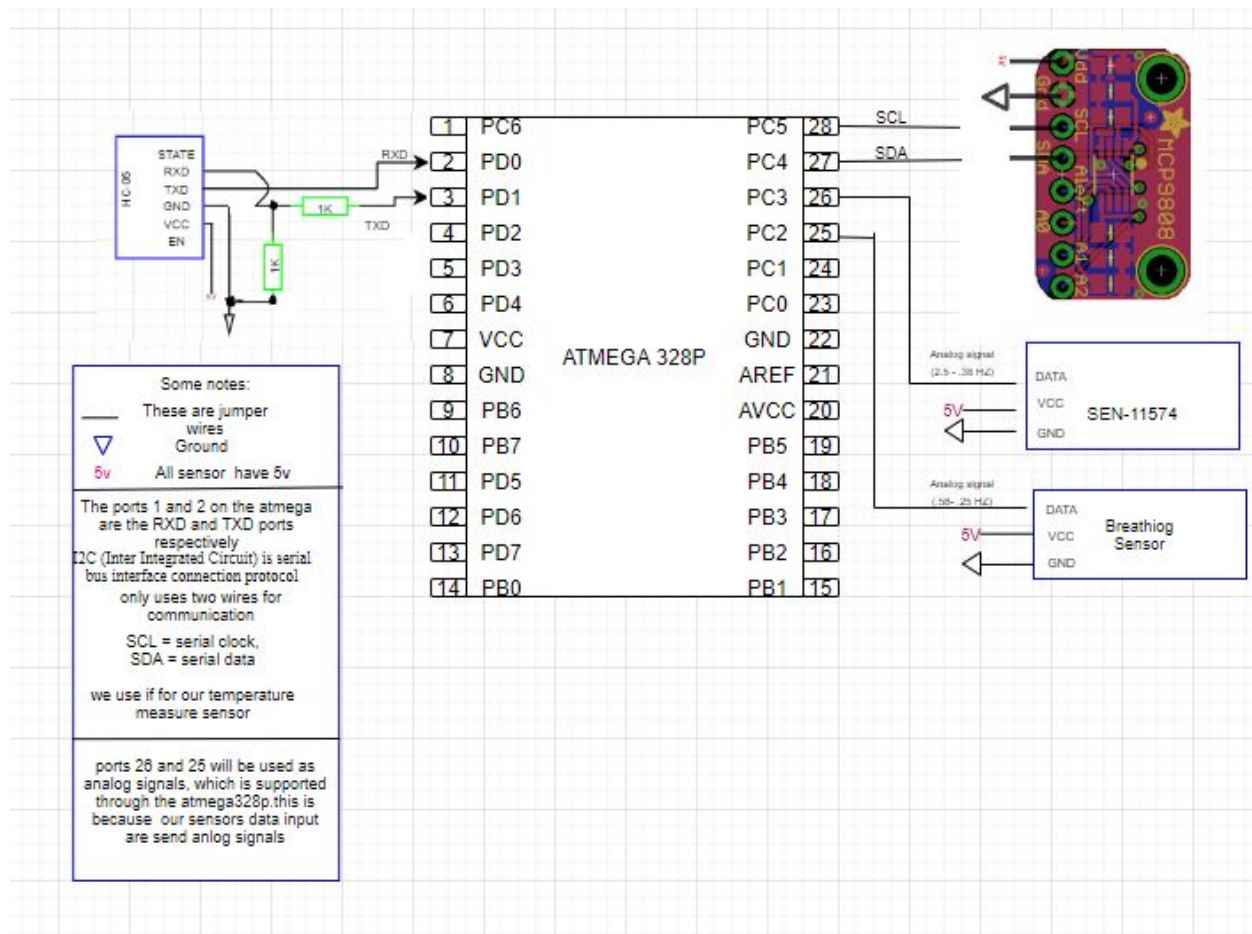 HC-05
STATE
RXD
TXD
GND
VCC
EN
1K
1K
RXD
TXD
ATMEGA 328P
1 PC6
2 PD0
3 PD1
4 PD2
5 PD3
6 PD4
7 VCC
8 GND
9 PB6
10 PB7
11 PD5
12 PD6
13 PD7
14 PB0
PC5 28
PC4 27
PC3 26
PC2 25
PC1 24
PC0 23
GND 22
AREF 21
AVCC 20
PB5 19
PB4 18
PB3 17
PB2 16
PB1 15
SCL
SDA
Vdd
Gnd
SCL
SDA
Alert
A0
A1
A2
MCP9808
Analog signal
(2.5 - .38 HZ)
5V
DATA
VCC
GND
SEN-11574
Analog signal
(.58- .25 HZ)
5V
DATA
VCC
GND
Breathiog
Sensor
Some notes:
These are jumper
wires
Ground
5v All sensor have 5v
The ports 1 and 2 on the atmega
are the RXD and TXD ports
respectively
I2C (Inter Integrated Circuit) is serial
bus interface connection protocol
only uses two wires for
communication
SCL = serial clock,
SDA = serial data
we use if for our temperature
measure sensor
ports 26 and 25 will be used as
analog signals, which is supported
through the atmega328p.this is
because our sensors data input
are send anlog signals